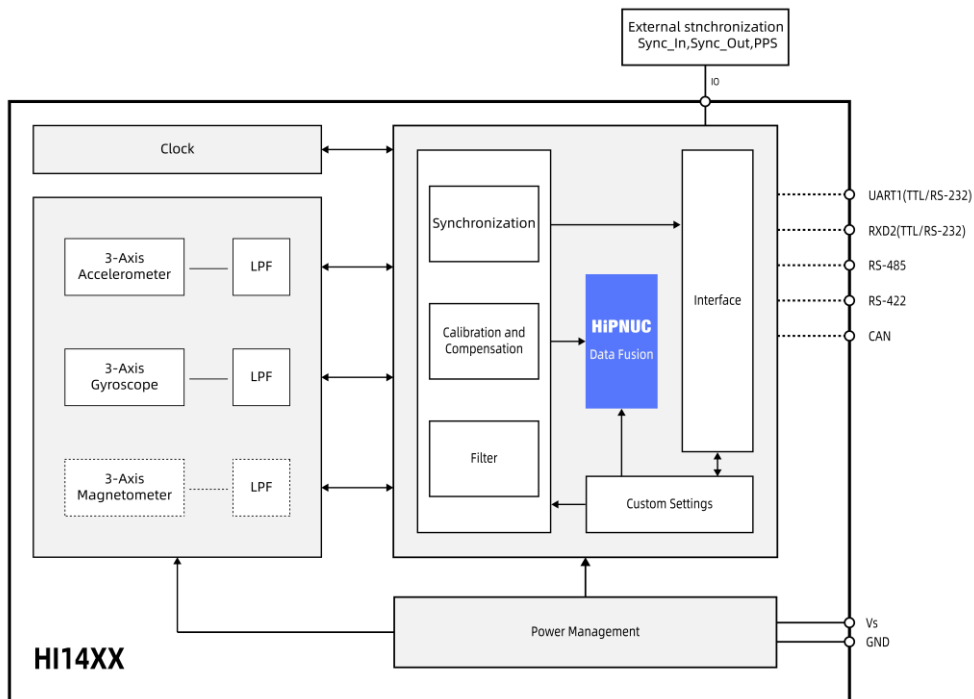 External stnchronization
Sync_In,Sync_Out,PPS
IO
Clock
3-Axis
Accelerometer
LPF
3-Axis
Gyroscope
LPF
3-Axis
Magnetometer
LPF
Synchronization
Calibration and
Compensation
Filter
HiPNUC
Data Fusion
Interface
Custom Settings
UART1(TTL/RS-232)
RXD2(TTL/RS-232)
RS-485
RS-422
CAN
Power Management
Vs
GND
HI14XX